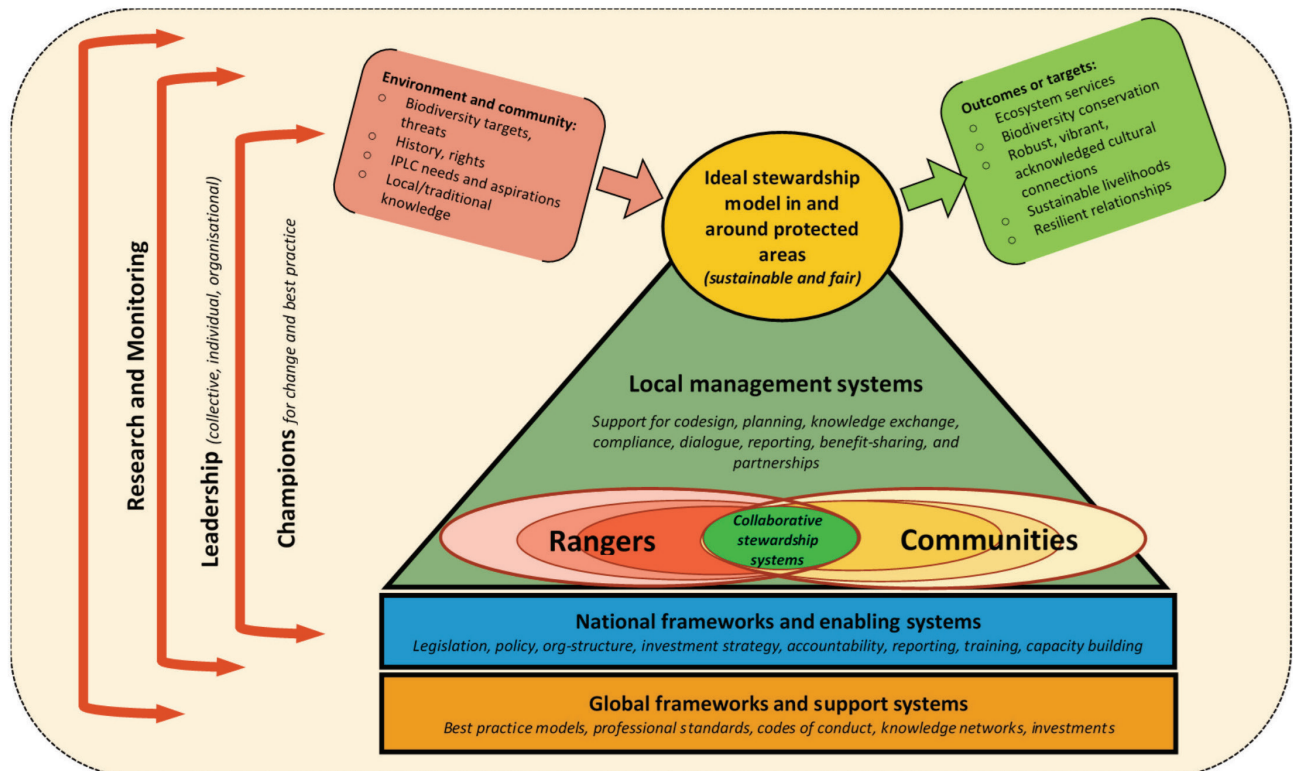 Research and Monitoring
Leadership (collective, individual, organisational)
Champions for change and best practice
Environment and community:
○ Biodiversity targets,
threats
○ History, rights
○ IPLC needs and aspirations
○ Local/traditional
knowledge
Ideal stewardship
model in and
around protected
areas
(sustainable and fair)
Outcomes or targets:
○ Ecosystem services
○ Biodiversity conservation
○ Robust, vibrant,
acknowledged cultural
connections
○ Sustainable livelihoods
○ Resilient relationships
Local management systems
Support for codesign, planning, knowledge exchange,
compliance, dialogue, reporting, benefit-sharing, and
partnerships
Rangers
Collaborative
stewardship
systems
Communities
National frameworks and enabling systems
Legislation, policy, org-structure, investment strategy, accountability, reporting, training, capacity building
Global frameworks and support systems
Best practice models, professional standards, codes of conduct, knowledge networks, investments